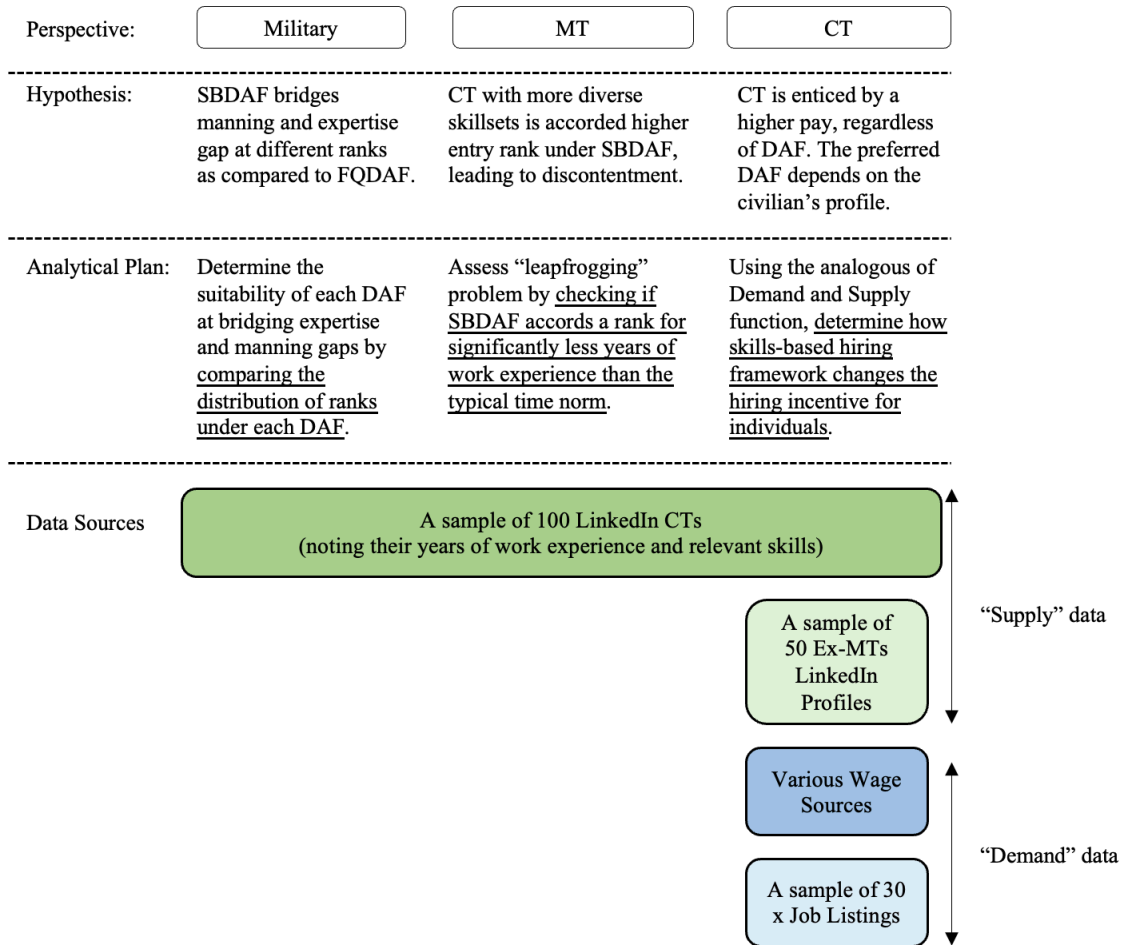 Perspective:
Military
MT
CT
Hypothesis:
SBDAF bridges
manning and expertise
gap at different ranks
as compared to FQDAF.
CT with more diverse
skillsets is accorded higher
entry rank under SBDAF,
leading to discontentment.
CT is enticed by a
higher pay, regardless
of DAF. The preferred
DAF depends on the
civilian’s profile.
Analytical Plan:
Determine the
suitability of each DAF
at bridging expertise
and manning gaps by
comparing the
distribution of ranks
under each DAF.
Assess “leapfrogging”
problem by checking if
SBDAF accords a rank for
significantly less years of
work experience than the
typical time norm.
Using the analogous of
Demand and Supply
function, determine how
skills-based hiring
framework changes the
hiring incentive for
individuals.
Data Sources
A sample of 100 LinkedIn CTs
(noting their years of work experience and relevant skills)
A sample of
50 Ex-MTs
LinkedIn
Profiles
“Supply” data
Various Wage
Sources
“Demand” data
A sample of 30
x Job Listings